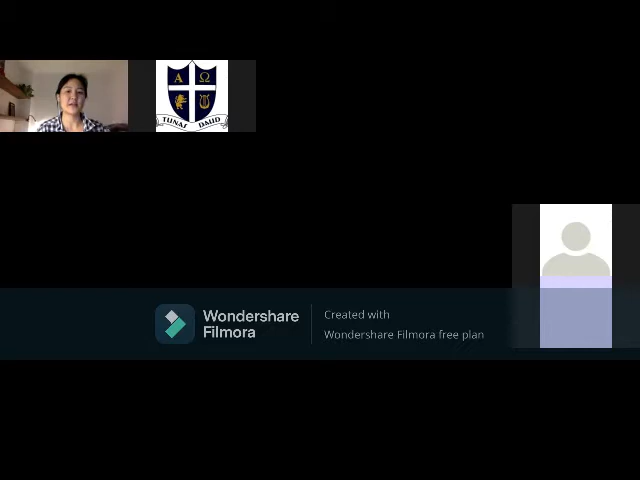 Α Ω
TUNAS DAUD
Wondershare
Filmora
Created with
Wondershare Filmora free plan